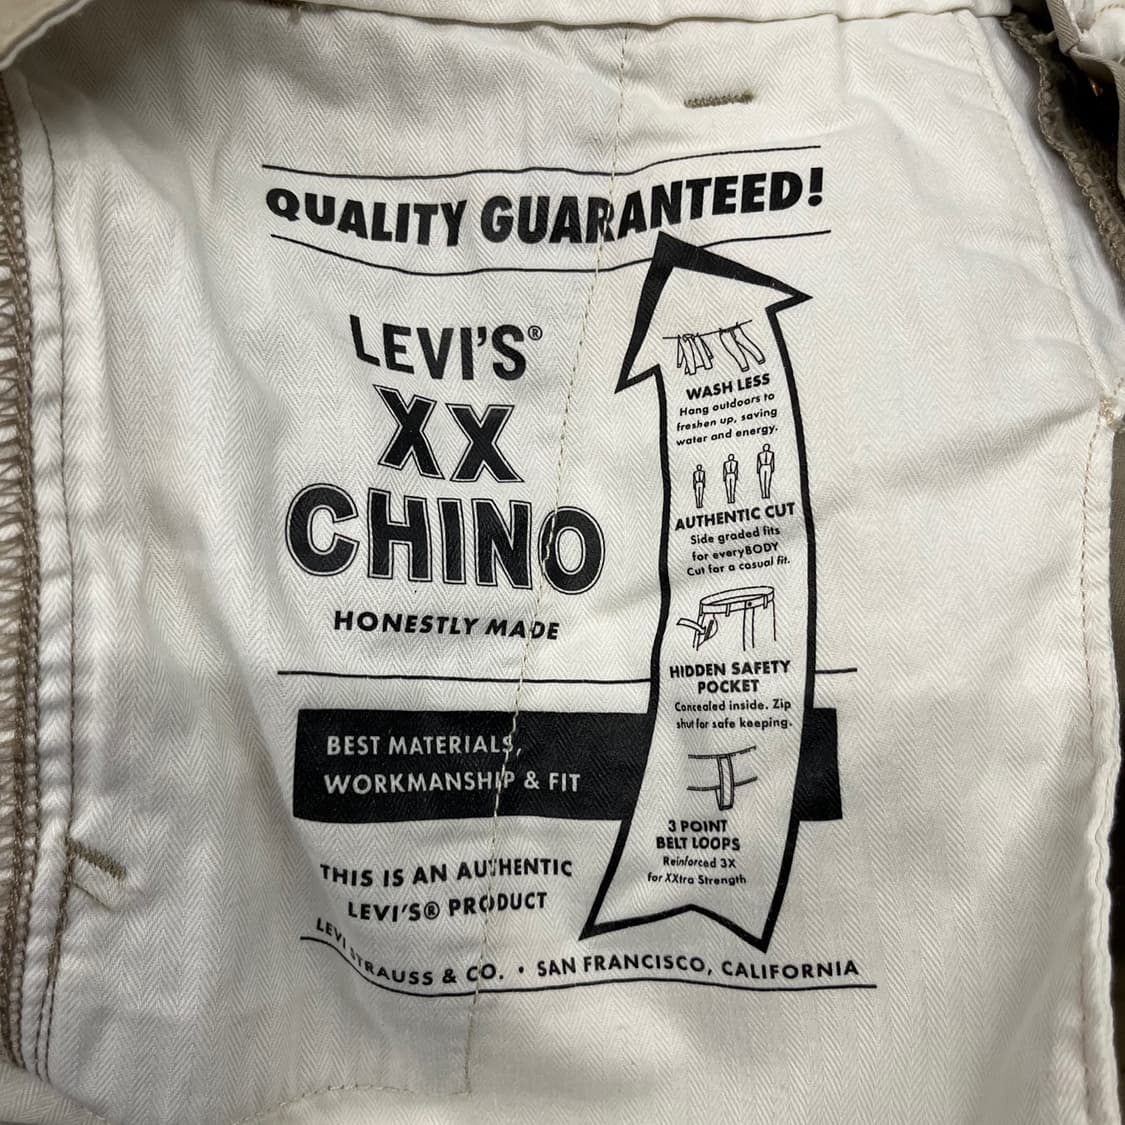 QUALITY GUARANTEED!
LEVI'S®
XX
CHINO
HONESTLY MADE
BEST MATERIALS,
WORKMANSHIP & FIT
THIS IS AN AUTHENTIC
LEVI'S® PRODUCT
LEVI STRAUSS & CO. • SAN FRANCISCO, CALIFORNIA
WASH LESS
Hang outdoors to
freshen up, saving
water and energy.
AUTHENTIC CUT
Side graded fits
for everyBODY
Cut for a casual fit.
HIDDEN SAFETY
POCKET
Concealed inside. Zip
shut for safe keeping.
3 POINT
BELT LOOPS
Reinforced 3X
for XXtra Strength